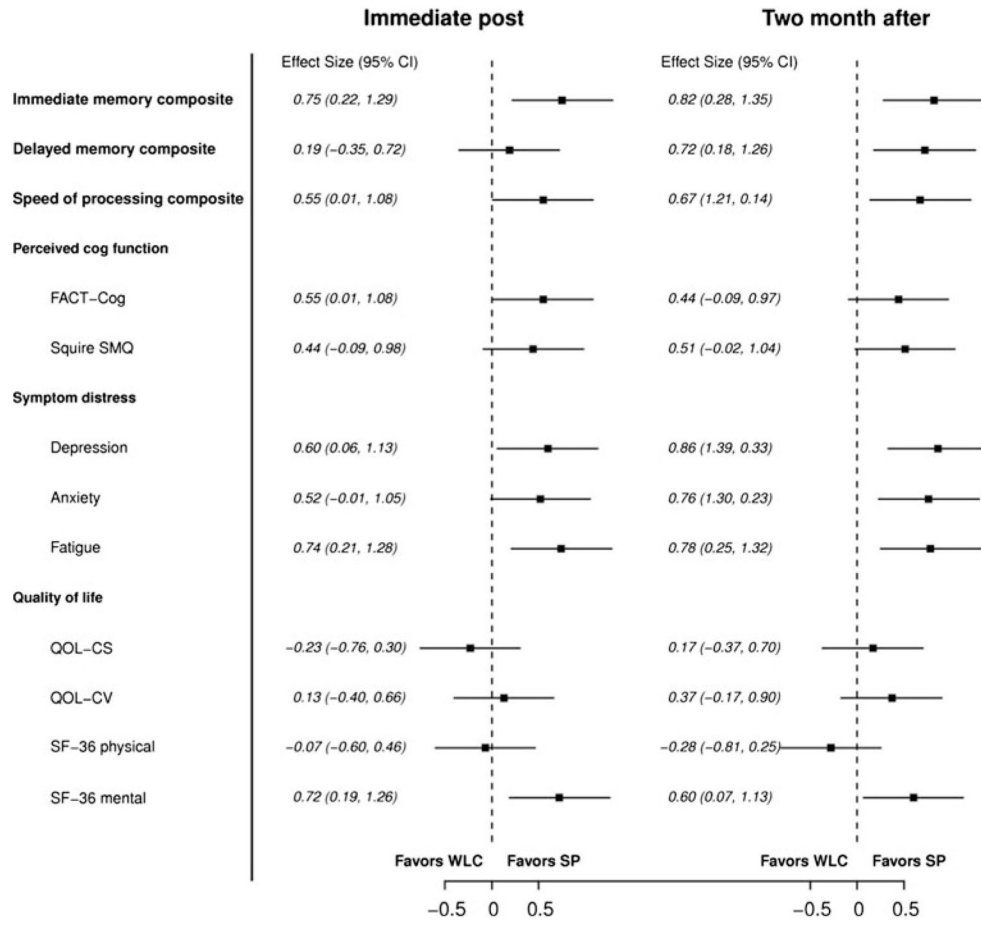 Immediate post Two month after
Effect Size (95% CI) Effect Size (95% CI)
Immediate memory composite 0.75 (0.22, 1.29) 0.82 (0.28, 1.35)
Delayed memory composite 0.19 (−0.35, 0.72) 0.72 (0.18, 1.26)
Speed of processing composite 0.55 (0.01, 1.08) 0.67 (1.21, 0.14)
Perceived cog function
FACT−Cog 0.55 (0.01, 1.08) 0.44 (−0.09, 0.97)
Squire SMQ 0.44 (−0.09, 0.98) 0.51 (−0.02, 1.04)
Symptom distress
Depression 0.60 (0.06, 1.13) 0.86 (1.39, 0.33)
Anxiety 0.52 (−0.01, 1.05) 0.76 (1.30, 0.23)
Fatigue 0.74 (0.21, 1.28) 0.78 (0.25, 1.32)
Quality of life
QOL−CS −0.23 (−0.76, 0.30) 0.17 (−0.37, 0.70)
QOL−CV 0.13 (−0.40, 0.66) 0.37 (−0.17, 0.90)
SF−36 physical −0.07 (−0.60, 0.46) −0.28 (−0.81, 0.25)
SF−36 mental 0.72 (0.19, 1.26) 0.60 (0.07, 1.13)
Favors WLC Favors SP Favors WLC Favors SP
−0.5 0 0.5 −0.5 0 0.5